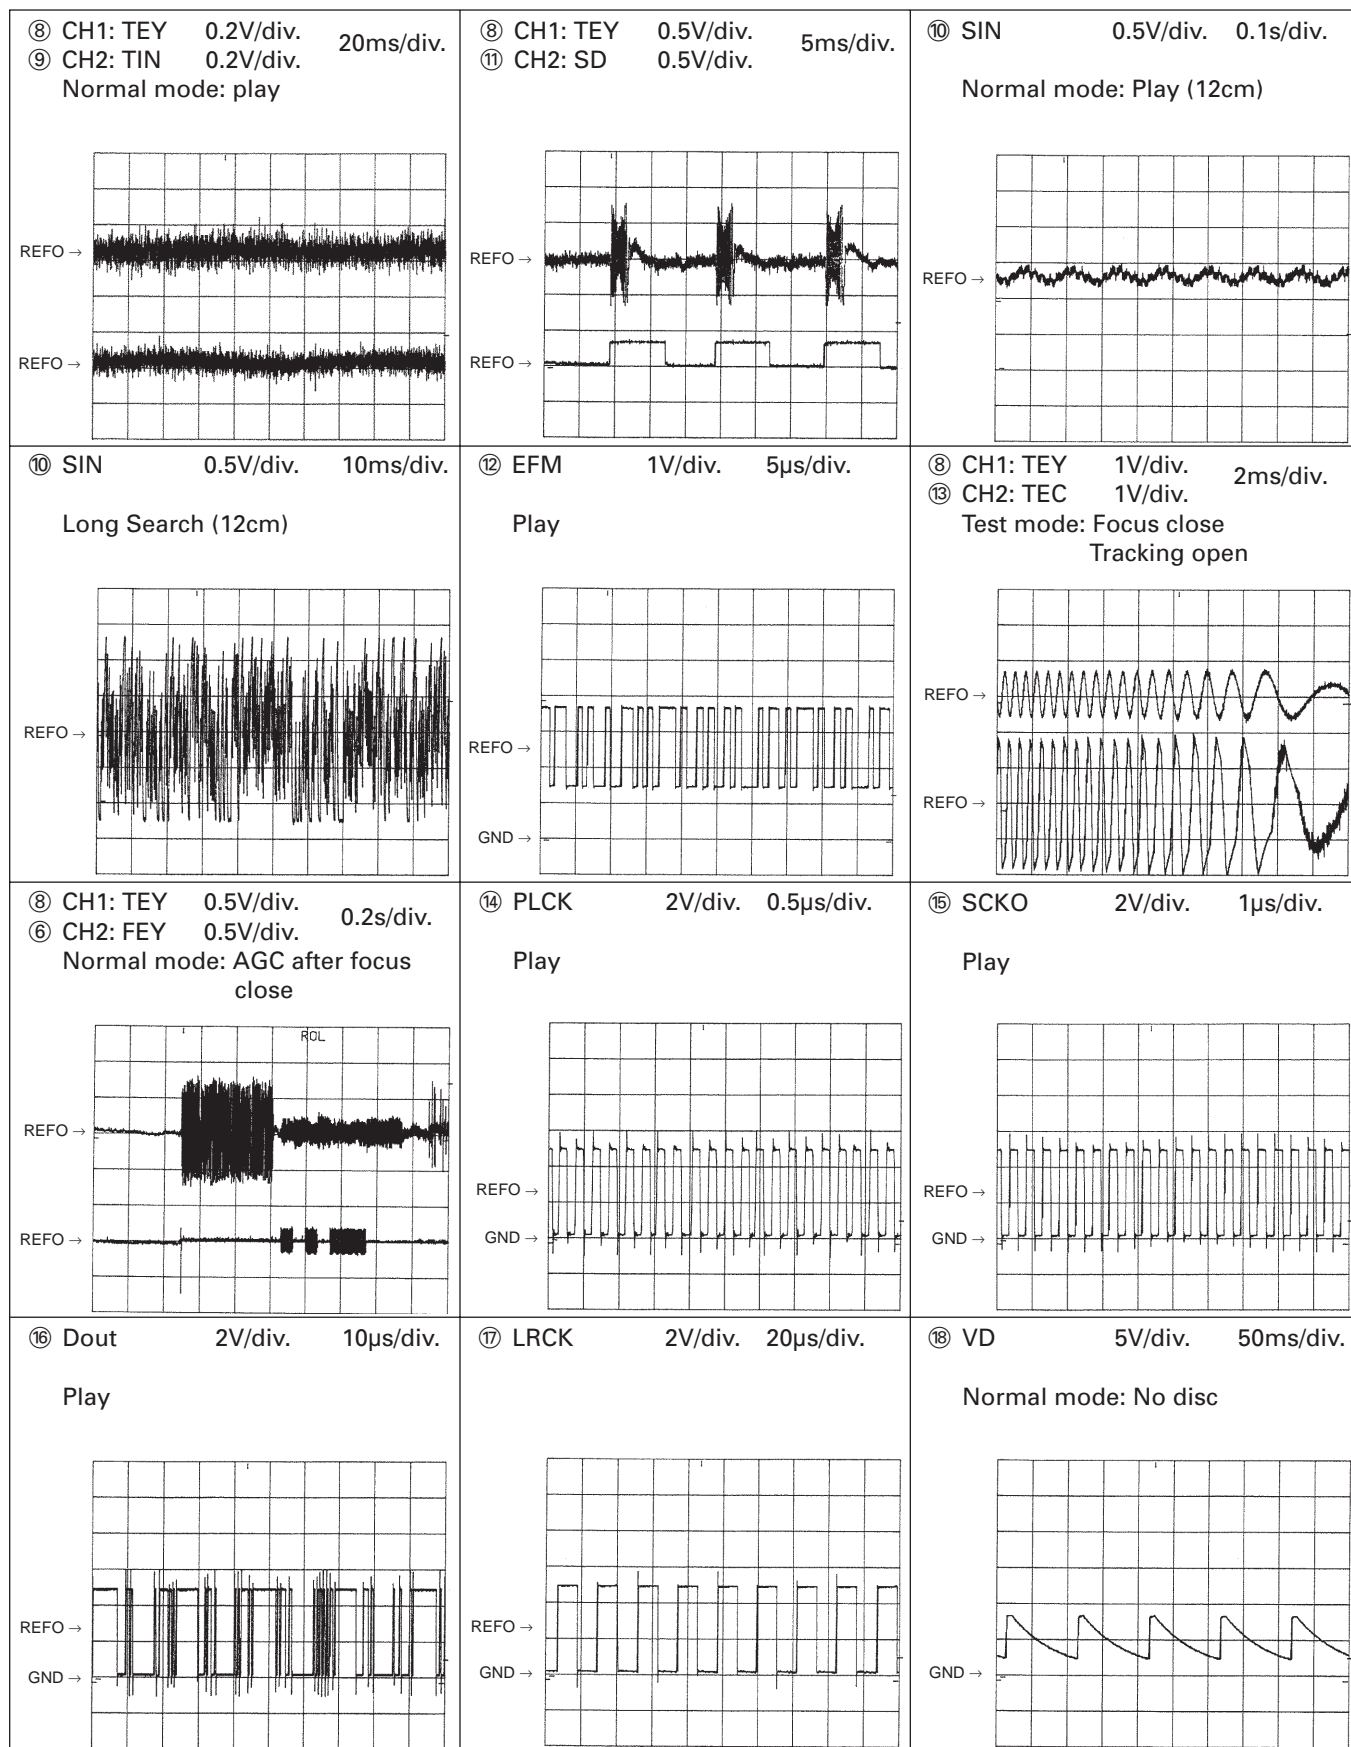 ⑧ CH1: TEY 0.2V/div. 20ms/div.
⑨ CH2: TIN 0.2V/div.
Normal mode: play
REFO →
REFO →
⑧ CH1: TEY 0.5V/div. 5ms/div.
⑪ CH2: SD 0.5V/div.
REFO →
REFO →
⑩ SIN 0.5V/div. 0.1s/div.
Normal mode: Play (12cm)
REFO →
⑩ SIN 0.5V/div. 10ms/div.
Long Search (12cm)
REFO →
⑫ EFM 1V/div. 5µs/div.
Play
REFO →
GND →
⑧ CH1: TEY 1V/div. 2ms/div.
⑬ CH2: TEC 1V/div.
Test mode: Focus close
Tracking open
REFO →
REFO →
⑧ CH1: TEY 0.5V/div. 0.2s/div.
⑥ CH2: FEY 0.5V/div.
Normal mode: AGC after focus
close
ROL
REFO →
REFO →
⑭ PLCK 2V/div. 0.5µs/div.
Play
REFO →
GND →
⑮ SCKO 2V/div. 1µs/div.
Play
REFO →
GND →
⑯ Dout 2V/div. 10µs/div.
Play
REFO →
GND →
⑰ LRCK 2V/div. 20µs/div.
REFO →
GND →
⑱ VD 5V/div. 50ms/div.
Normal mode: No disc
GND →